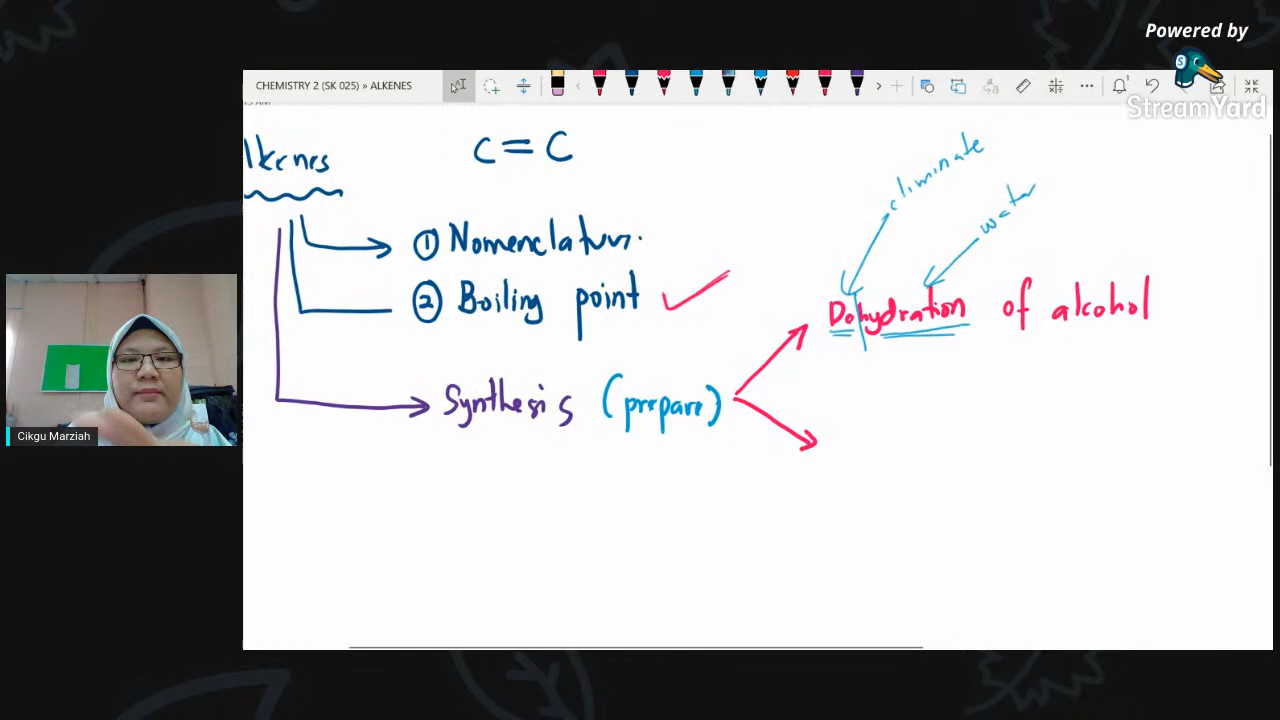 Powered by
StreamYard
CHEMISTRY 2 (SK 025) » ALKENES
lkenes
C = C
eliminate
water
① Nomenclature.
② Boiling point
Dehydration of alcohol
Synthesis (prepare)
Cikgu Marziah